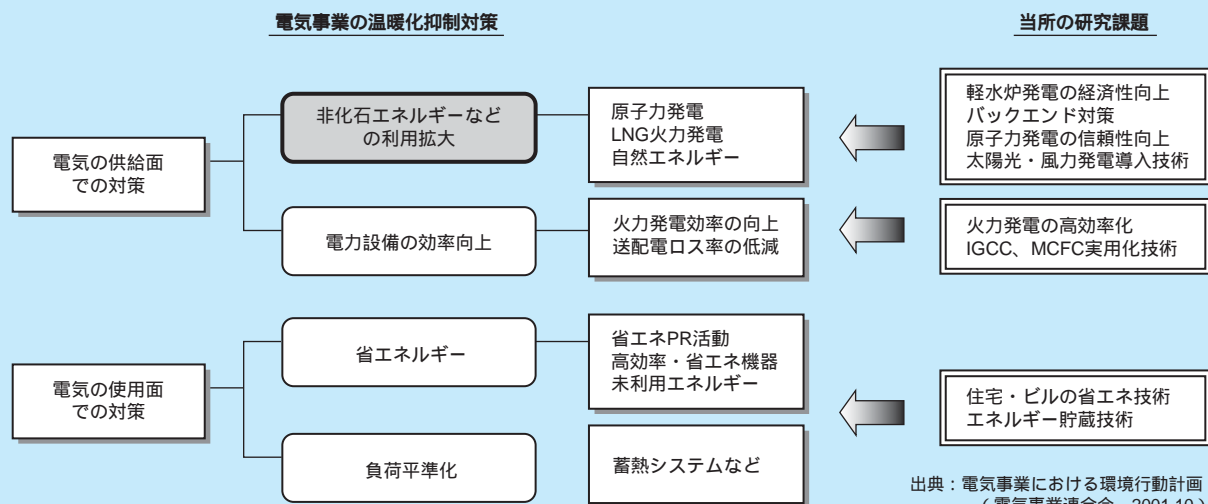 電気事業の温暖化抑制対策
当所の研究課題
電気の供給面
での対策
非化石エネルギーなど
の利用拡大
原子力発電
LNG火力発電
自然エネルギー
軽水炉発電の経済性向上
バックエンド対策
原子力発電の信頼性向上
太陽光・風力発電導入技術
電力設備の効率向上
火力発電効率の向上
送配電ロス率の低減
火力発電の高効率化
IGCC、MCFC実用化技術
電気の使用面
での対策
省エネルギー
省エネPR活動
高効率・省エネ機器
未利用エネルギー
住宅・ビルの省エネ技術
エネルギー貯蔵技術
負荷平準化
蓄熱システムなど
出典：電気事業における環境行動計画
（電気事業連合会、2001.10）